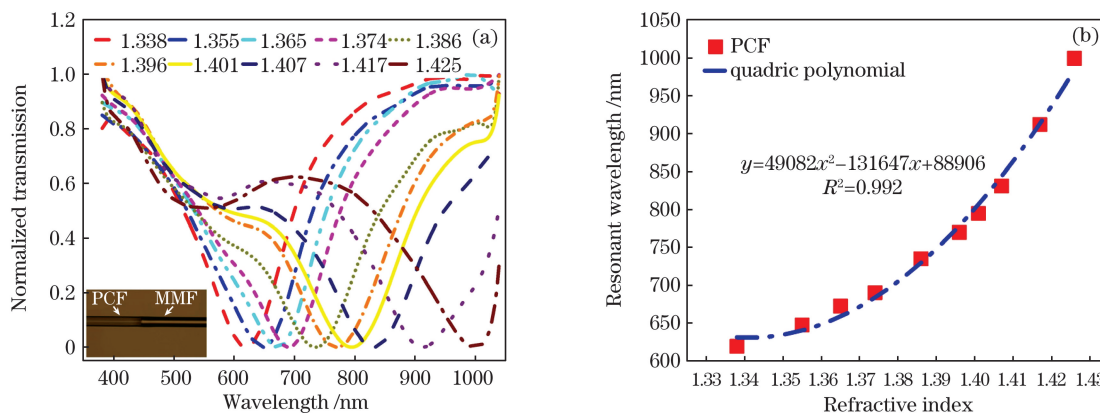 1.2
1.0
0.8
0.6
0.4
0.2
0
Normalized transmission
1.338 1.355 1.365 1.374 1.386 (a)
1.396 1.401 1.407 1.417 1.425
PCF MMF
400 500 600 700 800 900 1000
Wavelength /nm
1050
1000
950
900
850
800
750
700
650
600
Resonant wavelength /nm
(b)
PCF
quadric polynomial
y=49082x²−131647x+88906
R²=0.992
1.33 1.34 1.35 1.36 1.37 1.38 1.39 1.40 1.41 1.42 1.43
Refractive index